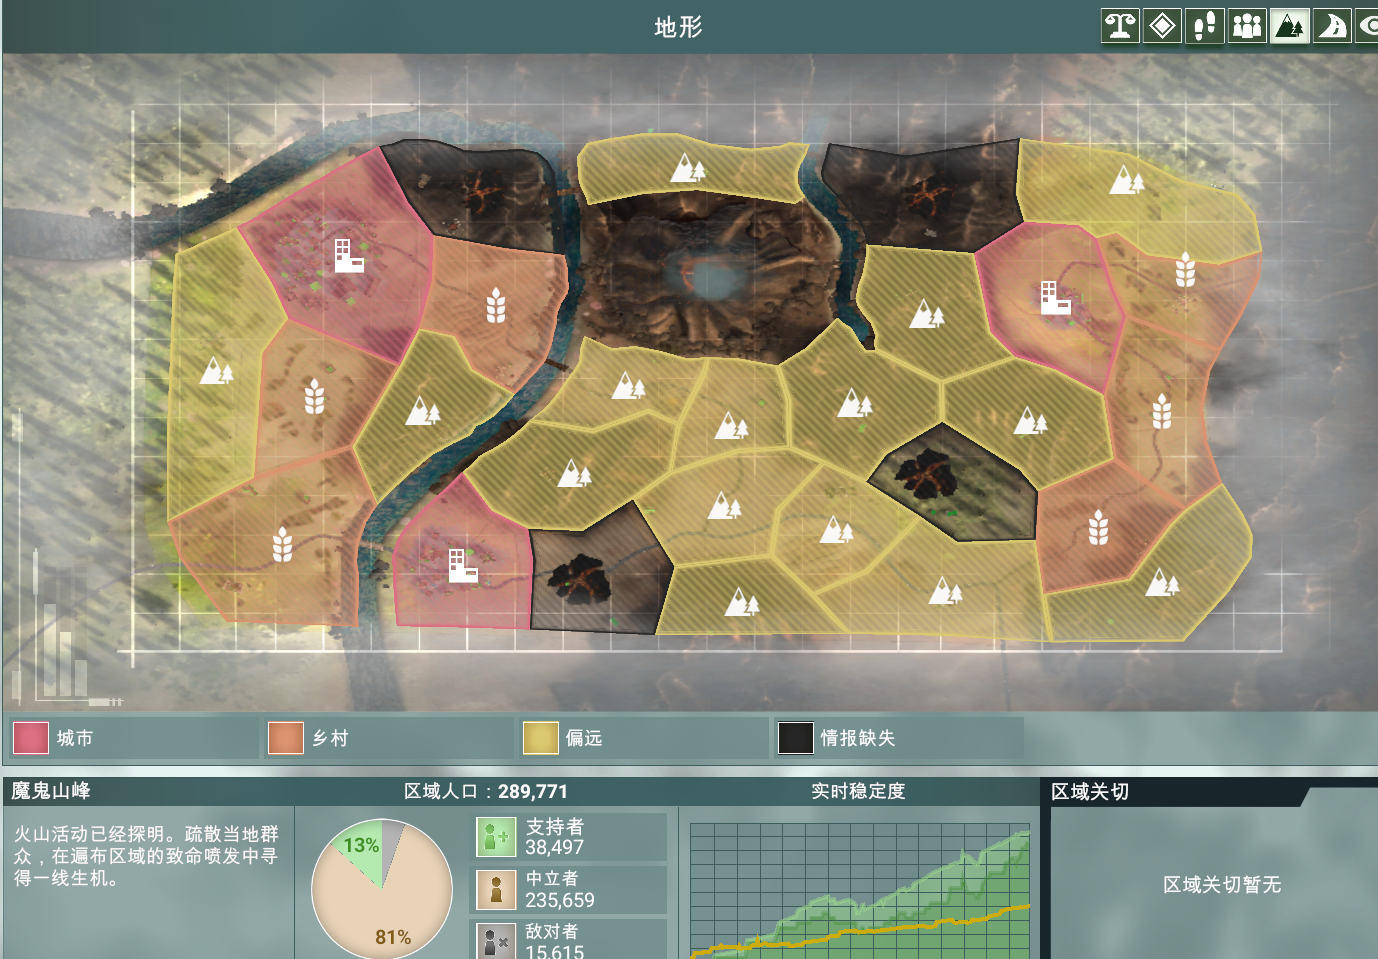 地形
城市
乡村
偏远
情报缺失
魔鬼山峰
区域人口：289,771
实时稳定度
区域关切
火山活动已经探明。疏散当地群
众，在遍布区域的致命喷发中寻
得一线生机。
13%
81%
支持者
38,497
中立者
235,659
敌对者
15,615
区域关切暂无